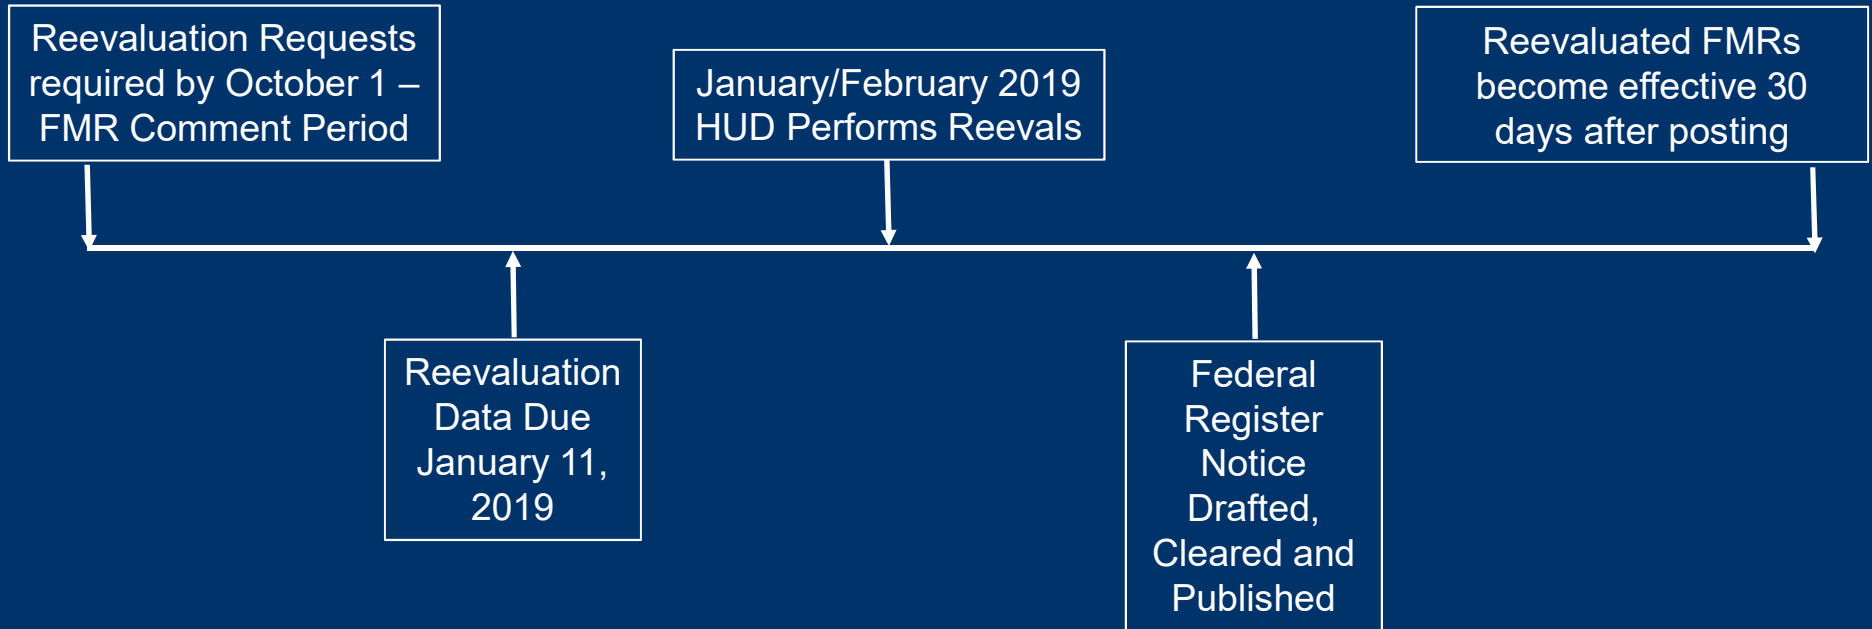 Reevaluation Requests
required by October 1 –
FMR Comment Period
January/February 2019
HUD Performs Reevals
Reevaluated FMRs
become effective 30
days after posting
Reevaluation
Data Due
January 11,
2019
Federal
Register
Notice
Drafted,
Cleared and
Published